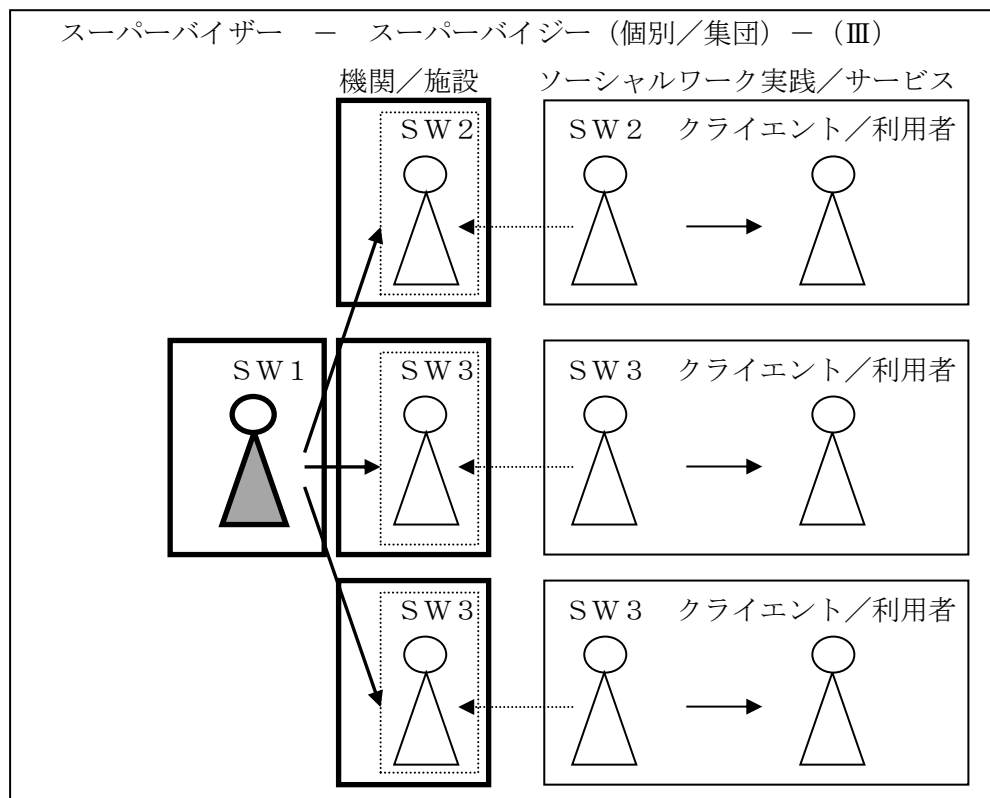 スーパーバイザー － スーパーバイジー（個別／集団）－（Ⅲ）
機関／施設 ソーシャルワーク実践／サービス
ＳＷ２ ＳＷ２ クライエント／利用者
ＳＷ１ ＳＷ３ ＳＷ３ クライエント／利用者
ＳＷ３ ＳＷ３ クライエント／利用者